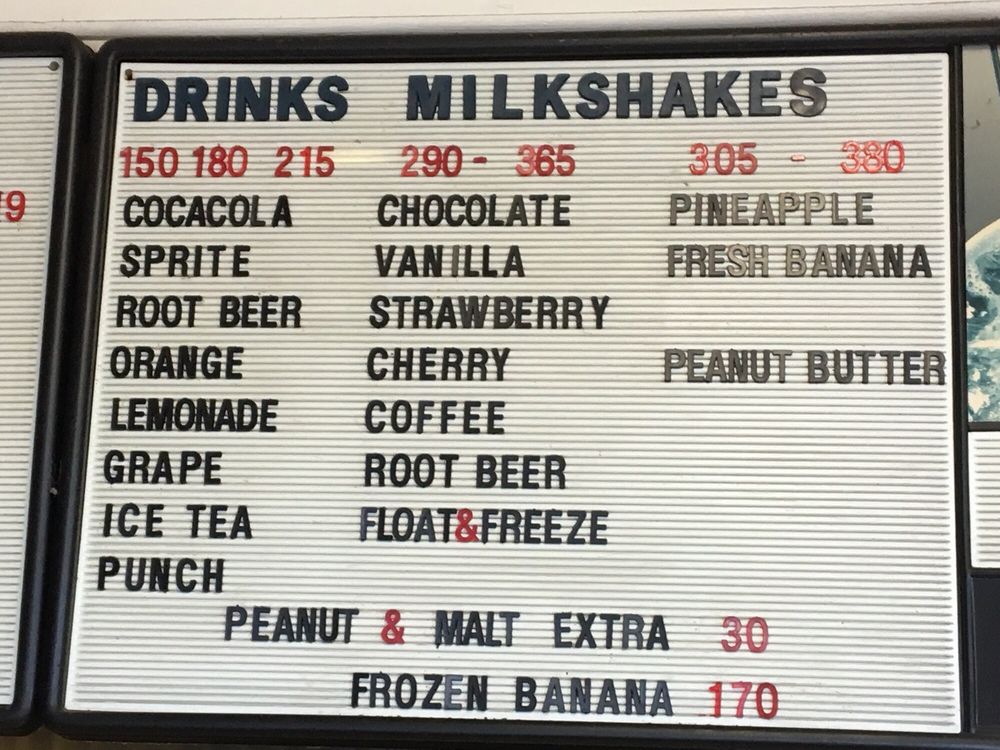 DRINKS MILKSHAKES
150 180 215 290 - 365 305 - 380
COCACOLA CHOCOLATE PINEAPPLE
SPRITE VANILLA FRESH BANANA
ROOT BEER STRAWBERRY
ORANGE CHERRY PEANUT BUTTER
LEMONADE COFFEE
GRAPE ROOT BEER
ICE TEA FLOAT&FREEZE
PUNCH
PEANUT & MALT EXTRA 30
FROZEN BANANA 170